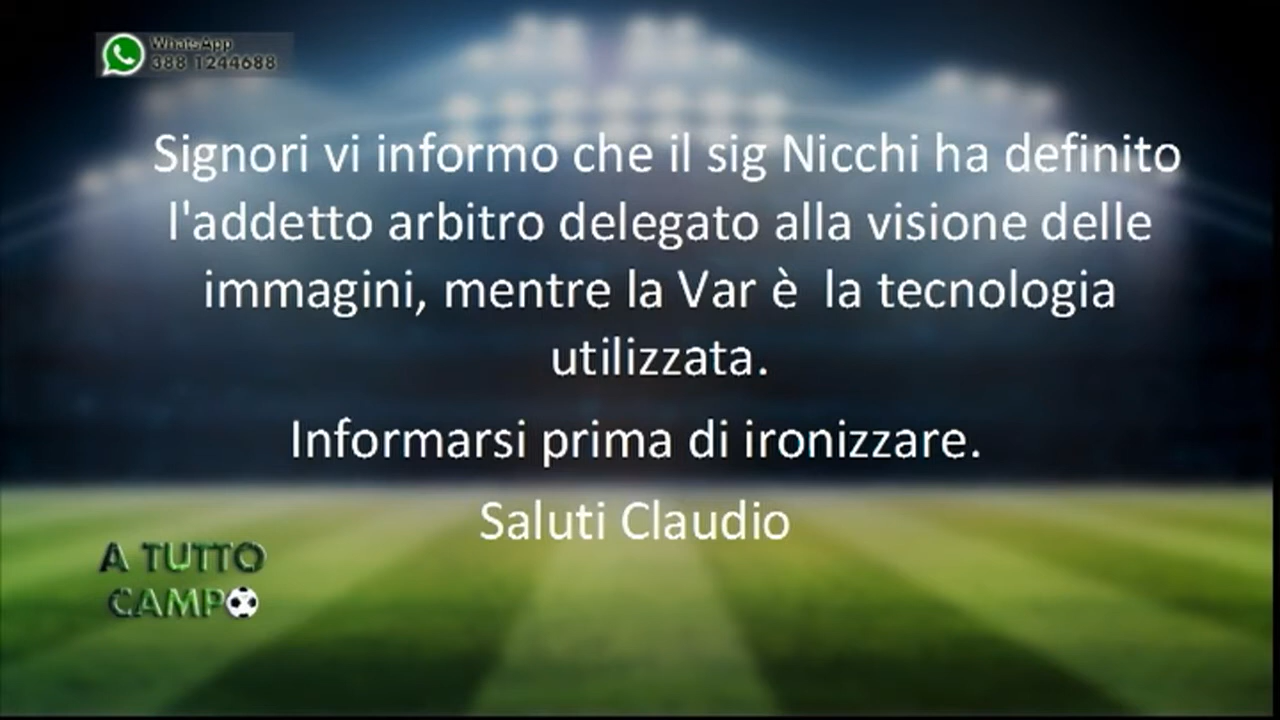 WhatsApp
388 1244688
Signori vi informo che il sig Nicchi ha definito
l'addetto arbitro delegato alla visione delle
immagini, mentre la Var è la tecnologia
utilizzata.
Informarsi prima di ironizzare.
Saluti Claudio
A TUTTO
CAMPO